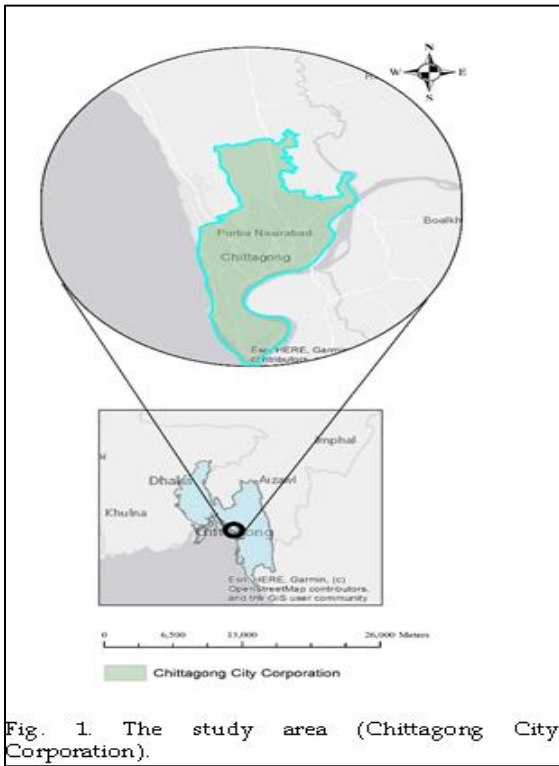 N
W E
S
Purba Nasirabad
Boalkh
Chittagong
Esri, HERE, Garmin,
contributors,
Imphal
Dhaka
Aizawl
Khulna
Chittagong
Esri, HERE, Garmin, (c)
OpenStreetMap contributors,
and the GIS user community
0 6,500 13,000 26,000 Meters
Chittagong City Corporation
Fig. 1. The study area (Chittagong City
Corporation).